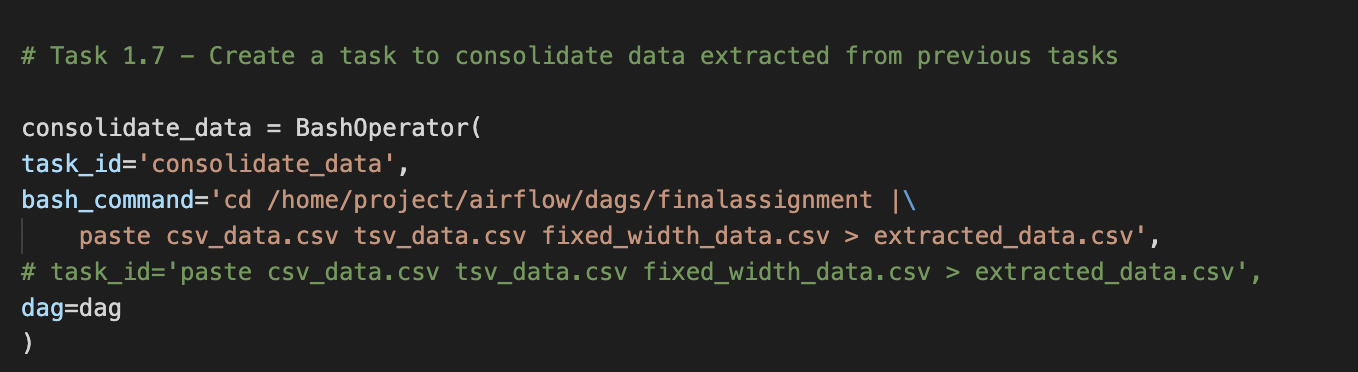 # Task 1.7 – Create a task to consolidate data extracted from previous tasks
consolidate_data = BashOperator(
task_id='consolidate_data',
bash_command='cd /home/project/airflow/dags/finalassignment |\
    paste csv_data.csv tsv_data.csv fixed_width_data.csv > extracted_data.csv',
# task_id='paste csv_data.csv tsv_data.csv fixed_width_data.csv > extracted_data.csv',
dag=dag
)